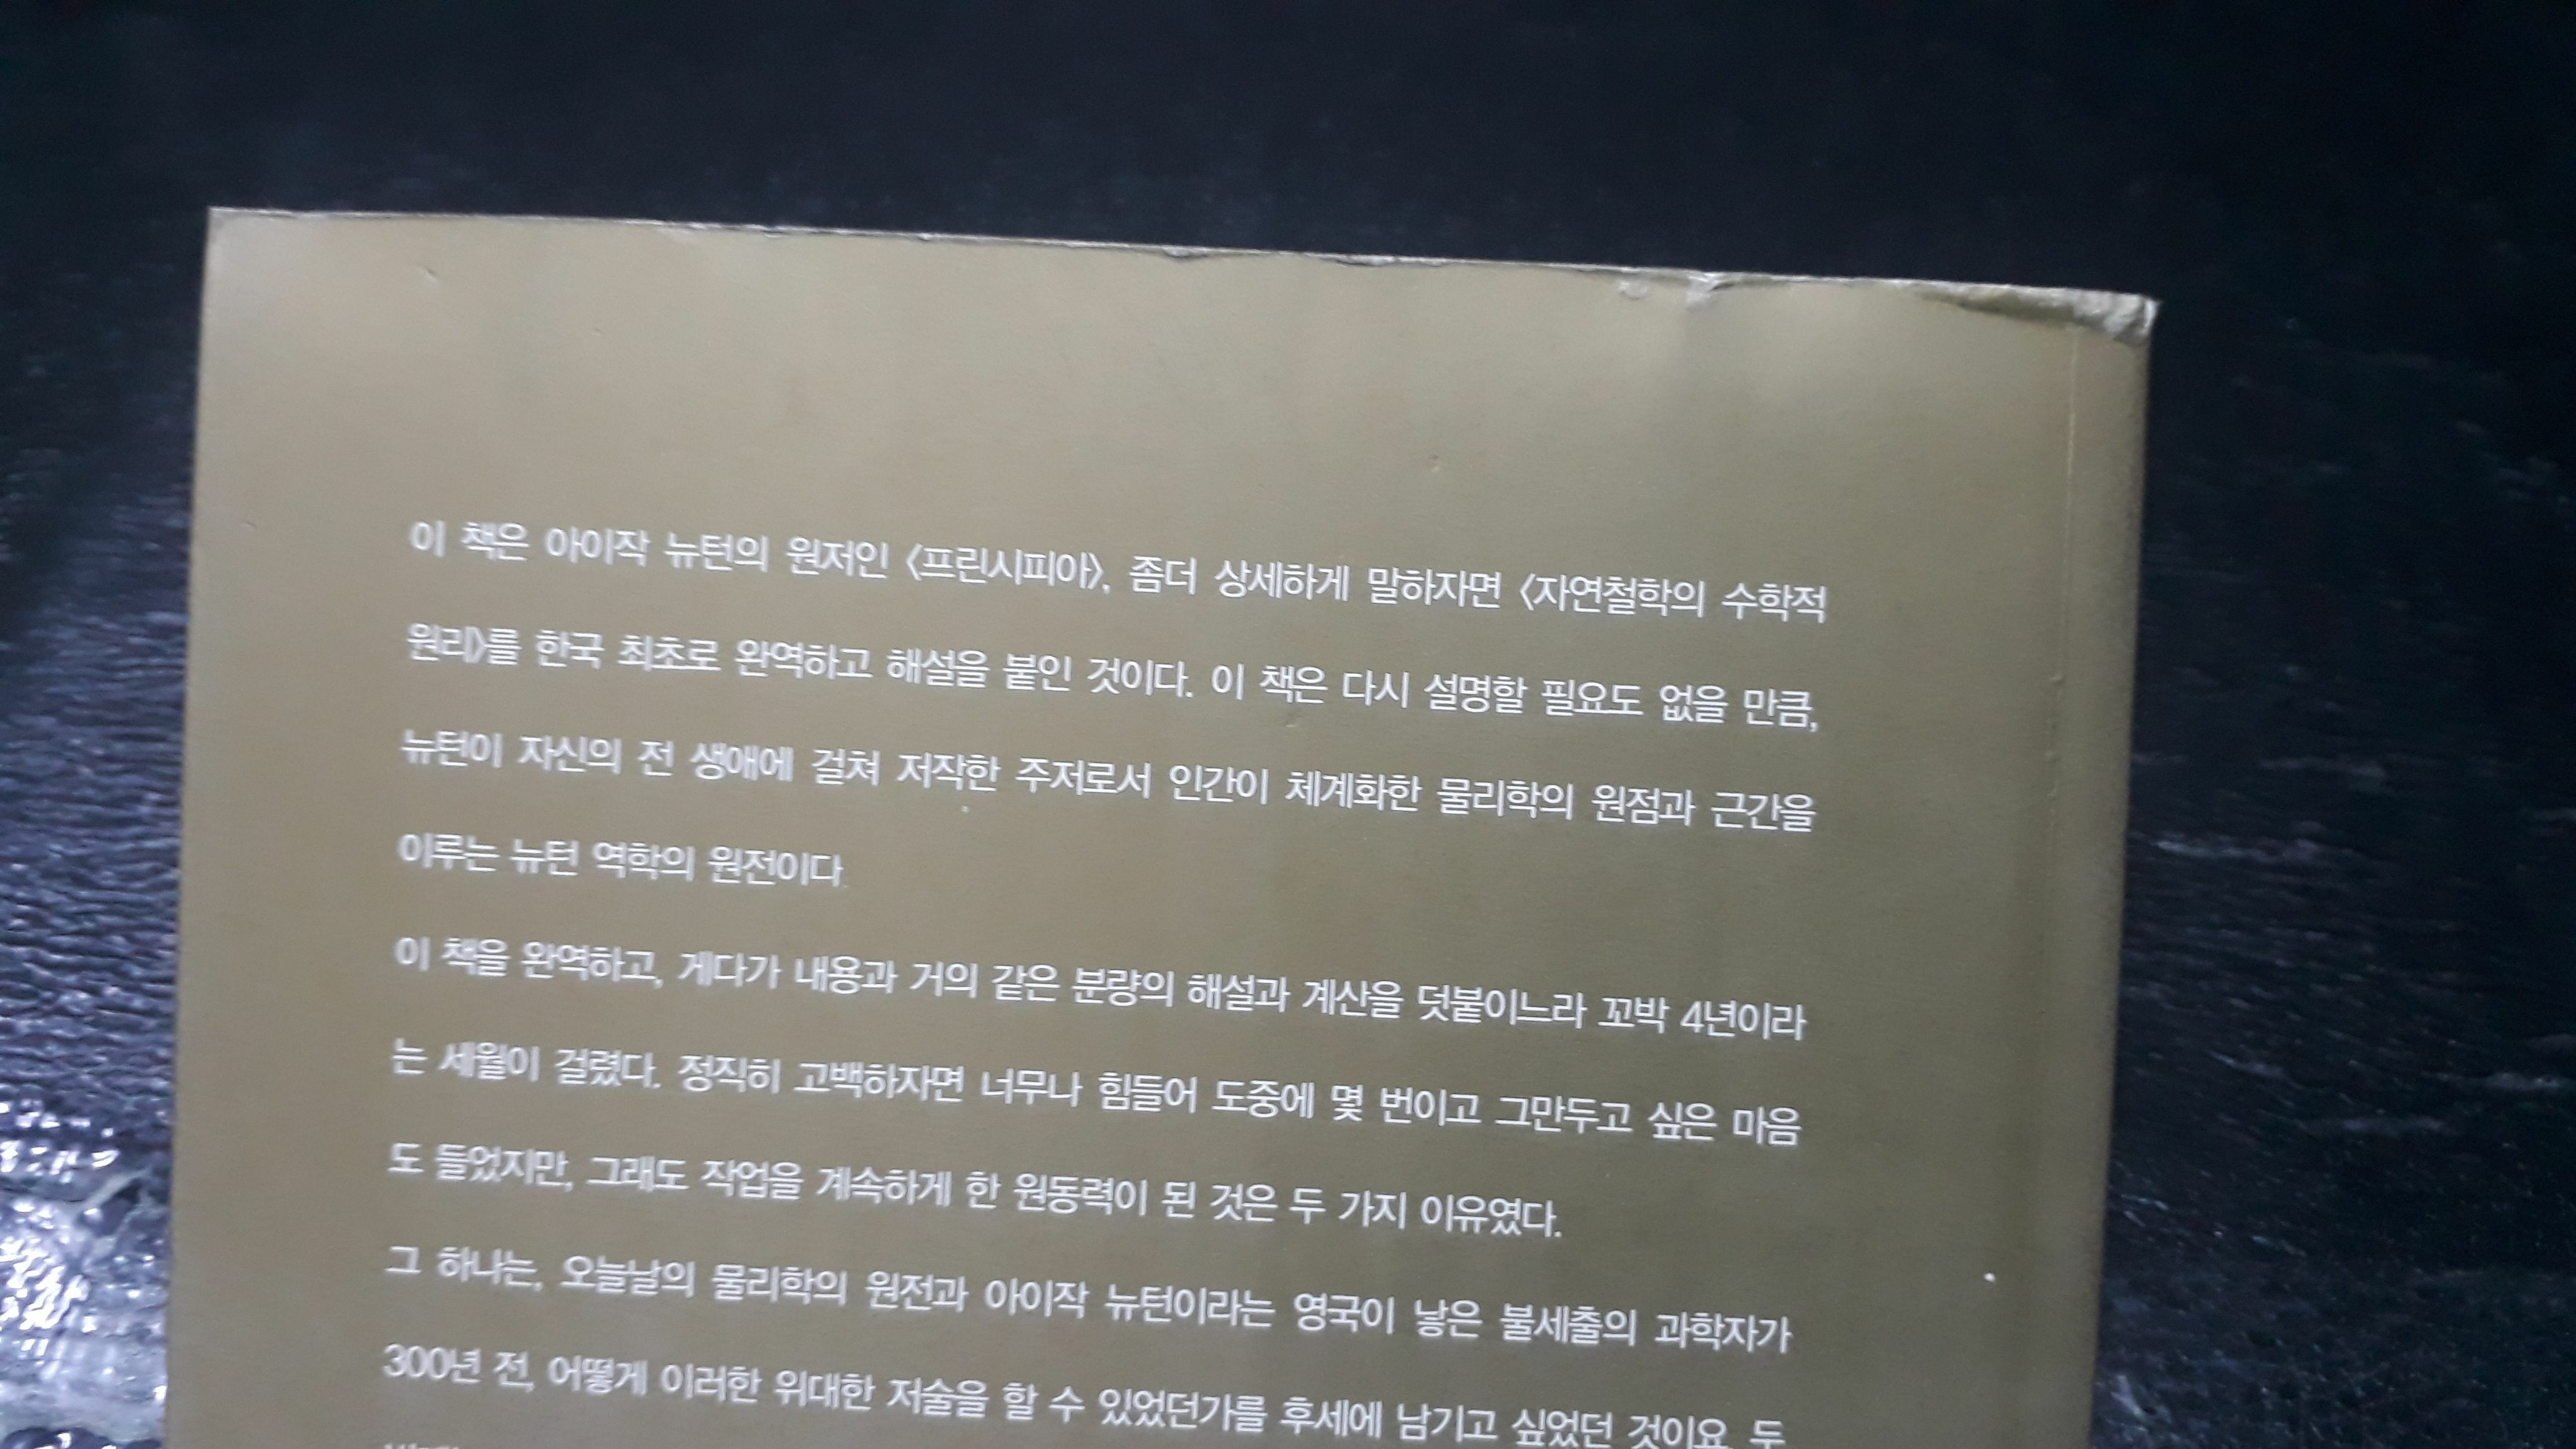 이 책은 아이작 뉴턴의 원저인 〈프린시피아〉, 좀더 상세하게 말하자면 〈자연철학의 수학적
원리〉를 한국 최초로 완역하고 해설을 붙인 것이다. 이 책은 다시 설명할 필요도 없을 만큼,
뉴턴이 자신의 전 생애에 걸쳐 저작한 주저로서 인간이 체계화한 물리학의 원점과 근간을
이루는 뉴턴 역학의 원전이다.
이 책을 완역하고, 게다가 내용과 거의 같은 분량의 해설과 계산을 덧붙이느라 꼬박 4년이라
는 세월이 걸렸다. 정직히 고백하자면 너무나 힘들어 도중에 몇 번이고 그만두고 싶은 마음
도 들었지만, 그래도 작업을 계속하게 한 원동력이 된 것은 두 가지 이유였다.
그 하나는, 오늘날의 물리학의 원전과 아이작 뉴턴이라는 영국이 낳은 불세출의 과학자가
300년 전, 어떻게 이러한 위대한 저술을 할 수 있었던가를 후세에 남기고 싶었던 것이요, 두